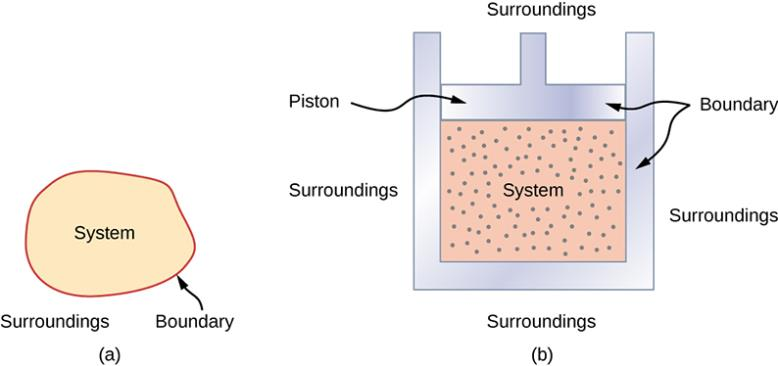 System
Surroundings
Boundary
(a)
Surroundings
Piston
Boundary
Surroundings
System
Surroundings
Surroundings
(b)